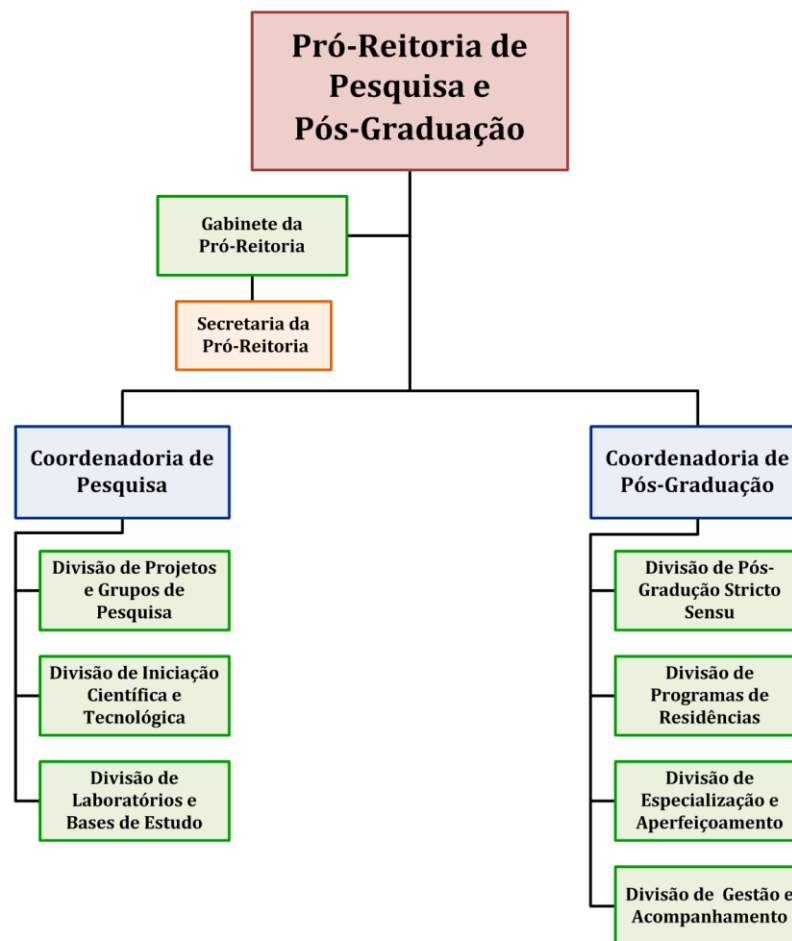 Pró-Reitoria de
Pesquisa e
Pós-Graduação
Gabinete da
Pró-Reitoria
Secretaria da
Pró-Reitoria
Coordenadoria de
Pesquisa
Divisão de Projetos
e Grupos de
Pesquisa
Divisão de Iniciação
Científica e
Tecnológica
Divisão de
Laboratórios e
Bases de Estudo
Coordenadoria de
Pós-Graduação
Divisão de Pós-
Gradução Stricto
Sensu
Divisão de
Programas de
Residências
Divisão de
Especialização e
Aperfeiçoamento
Divisão de Gestão e
Acompanhamento